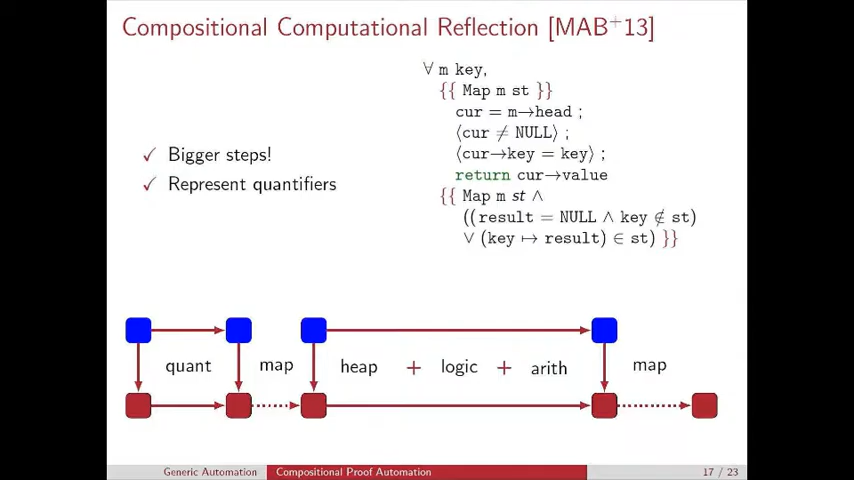 Compositional Computational Reflection [MAB+13]
∀ m key,
{{ Map m st }}
cur = m→head ;
⟨cur ≠ NULL⟩ ;
⟨cur→key = key⟩ ;
return cur→value
{{ Map m st ∧
((result = NULL ∧ key ∉ st)
∨ (key ↦ result) ∈ st) }}
✓ Bigger steps!
✓ Represent quantifiers
quant map heap + logic + arith map
Generic Automation Compositional Proof Automation 17 / 23